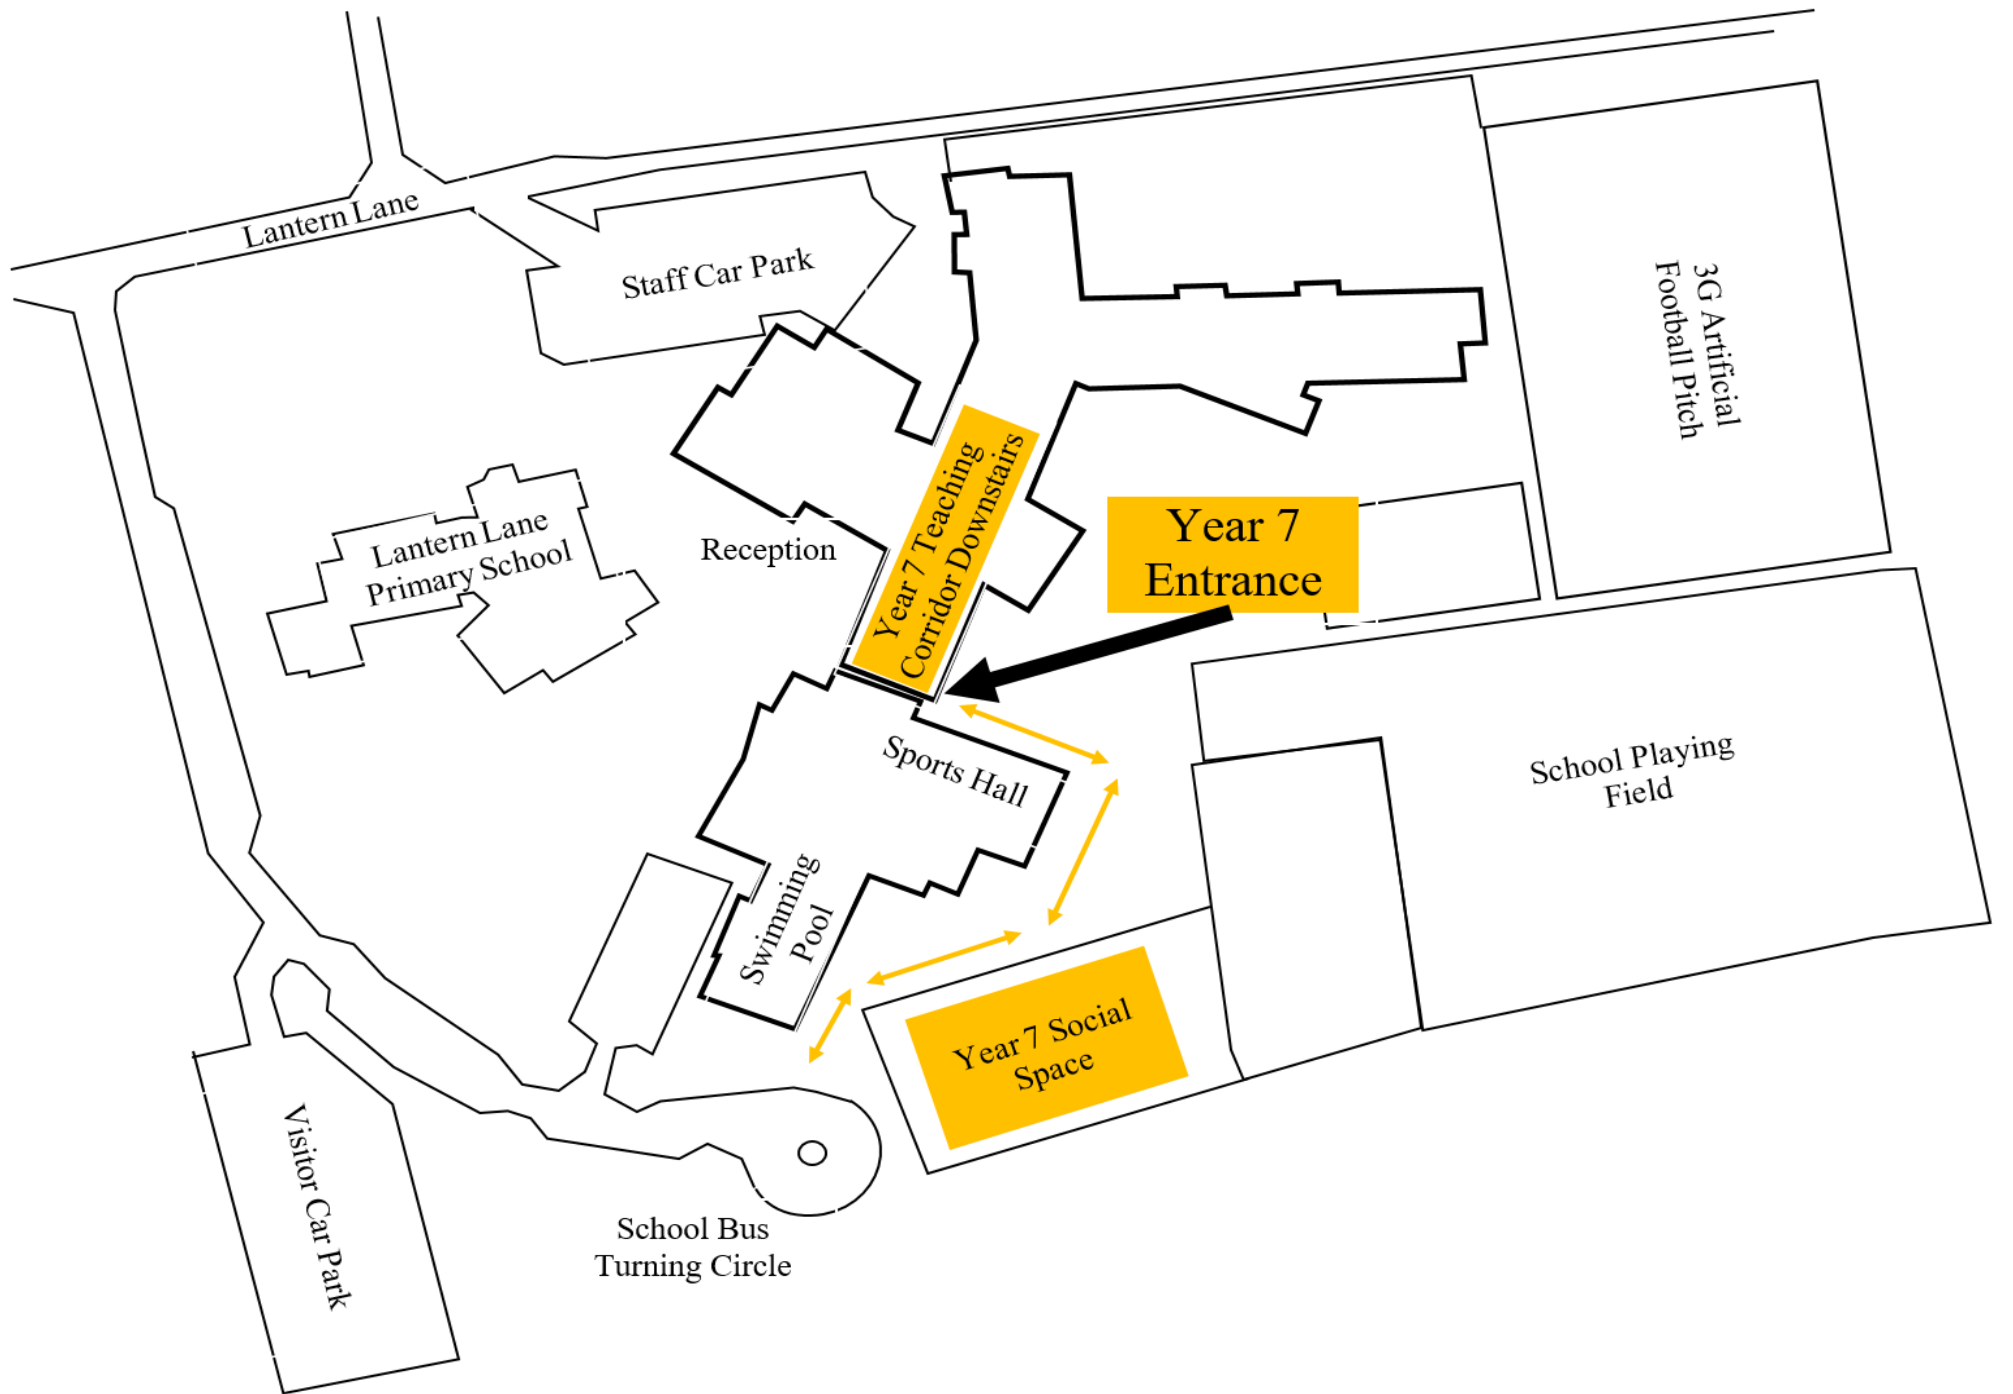 Lantern Lane
Staff Car Park
3G Artificial
Football Pitch
Year 7 Teaching
Corridor Downstairs
Year 7
Entrance
Lantern Lane
Primary School
Reception
Sports Hall
School Playing
Field
Swimming
Pool
Year 7 Social
Space
Visitor Car Park
School Bus
Turning Circle